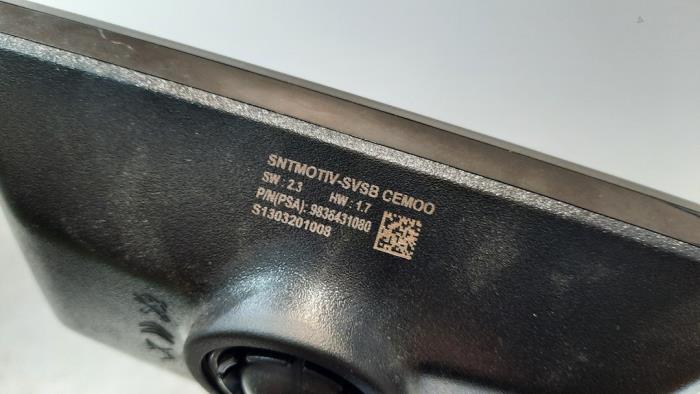 SNTMOTIV-SVSB CEMOO
SW : 2.3 HW : 1.7
P/N(PSA): 9836431080
S1303201008